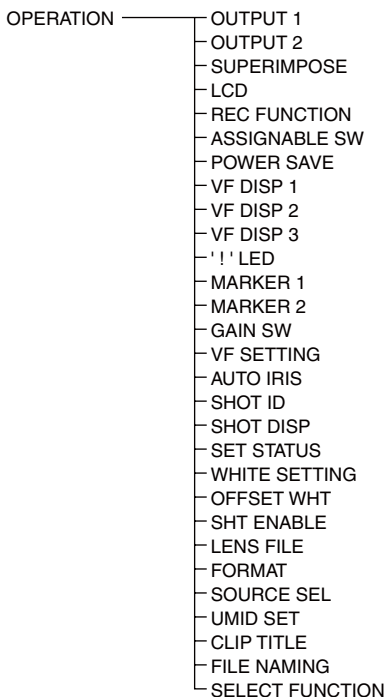 OPERATION OUTPUT 1
OUTPUT 2
SUPERIMPOSE
LCD
REC FUNCTION
ASSIGNABLE SW
POWER SAVE
VF DISP 1
VF DISP 2
VF DISP 3
' ! ' LED
MARKER 1
MARKER 2
GAIN SW
VF SETTING
AUTO IRIS
SHOT ID
SHOT DISP
SET STATUS
WHITE SETTING
OFFSET WHT
SHT ENABLE
LENS FILE
FORMAT
SOURCE SEL
UMID SET
CLIP TITLE
FILE NAMING
SELECT FUNCTION